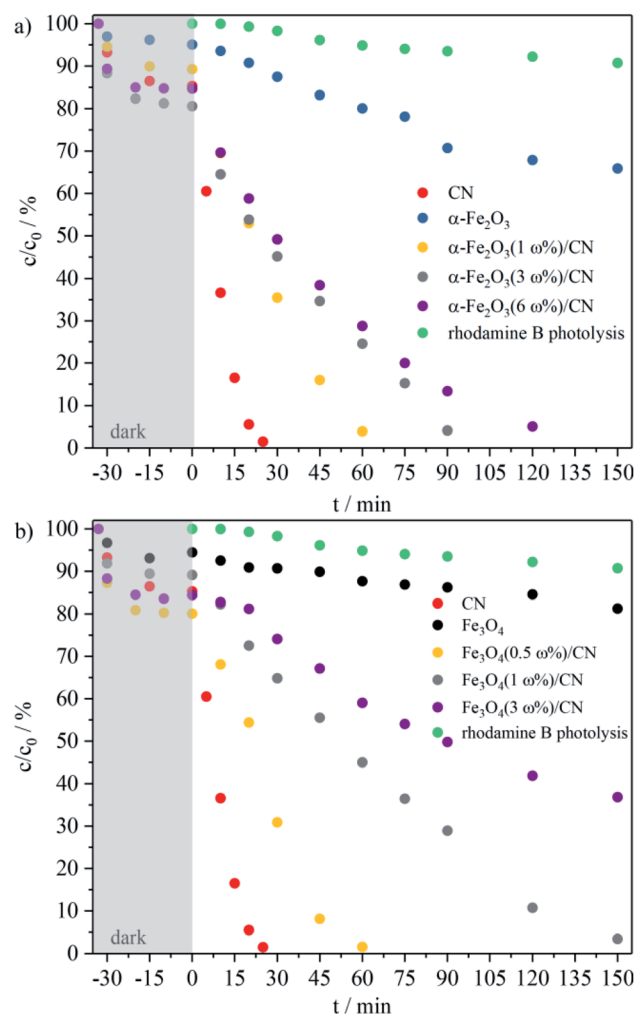 a)
100
90
80
70
60
50
40
30
20
10
0
c/c₀ / %
CN
α-Fe₂O₃
α-Fe₂O₃(1 ω%)/CN
α-Fe₂O₃(3 ω%)/CN
α-Fe₂O₃(6 ω%)/CN
rhodamine B photolysis
dark
-30 -15 0 15 30 45 60 75 90 105 120 135 150
t / min
b)
100
90
80
70
60
50
40
30
20
10
0
c/c₀ / %
CN
Fe₃O₄
Fe₃O₄(0.5 ω%)/CN
Fe₃O₄(1 ω%)/CN
Fe₃O₄(3 ω%)/CN
rhodamine B photolysis
dark
-30 -15 0 15 30 45 60 75 90 105 120 135 150
t / min